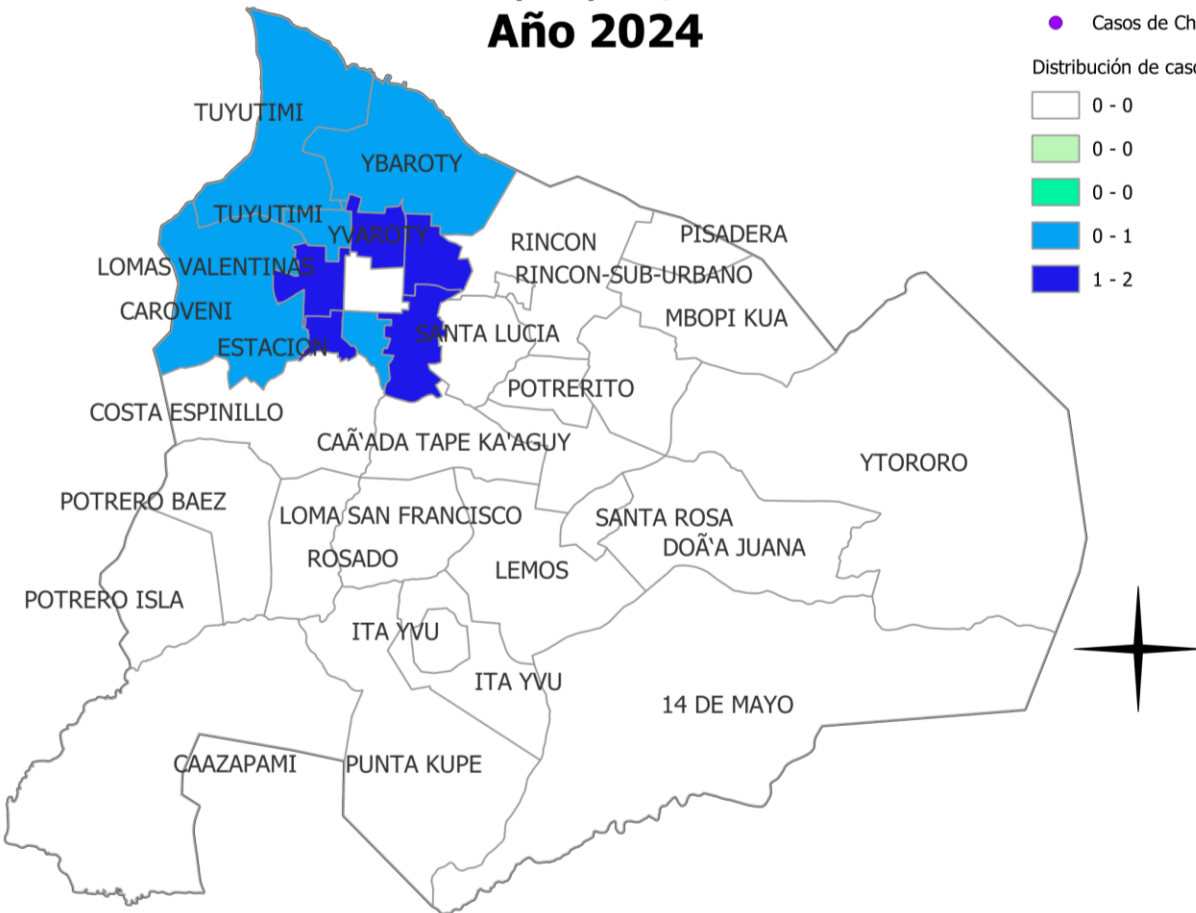 Año 2024
Casos de Ch
Distribución de caso
0 - 0
0 - 0
0 - 0
0 - 1
1 - 2
TUYUTIMI
YBAROTY
TUYUTIMI
YVAROTY
RINCON
PISADERA
LOMAS VALENTINAS
RINCON-SUB-URBANO
CAROVENI
MBOPI KUA
ESTACION
SANTA LUCIA
POTRERITO
COSTA ESPINILLO
CAÃ'ADA TAPE KA'AGUY
YTORORO
POTRERO BAEZ
LOMA SAN FRANCISCO
SANTA ROSA
ROSADO
DOÃ'A JUANA
LEMOS
POTRERO ISLA
ITA YVU
ITA YVU
14 DE MAYO
CAAZAPAMI
PUNTA KUPE